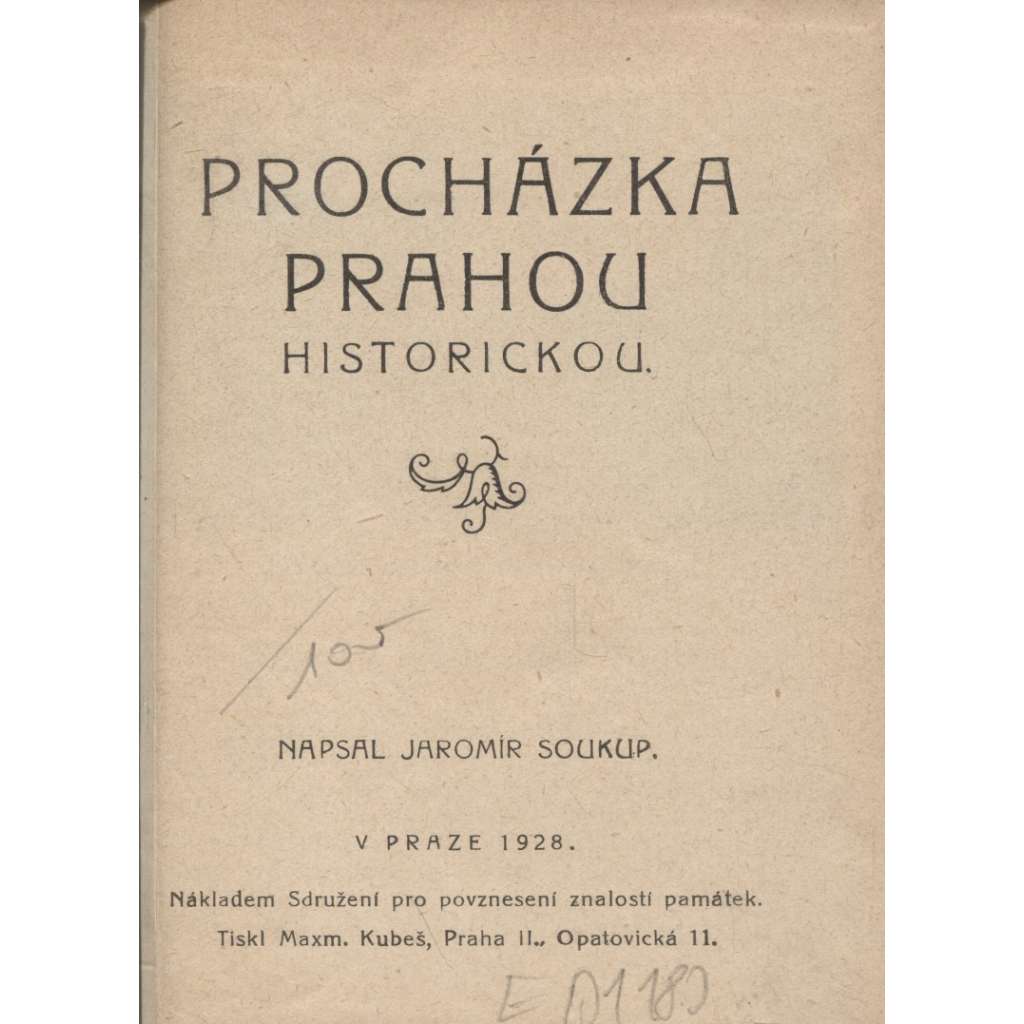 PROCHÁZKA
PRAHOU
HISTORICKOU.
NAPSAL JAROMÍR SOUKUP.
V PRAZE 1928.
Nákladem Sdružení pro povznesení znalostí památek.
Tiskl Maxm. Kubeš, Praha II., Opatovická 11.